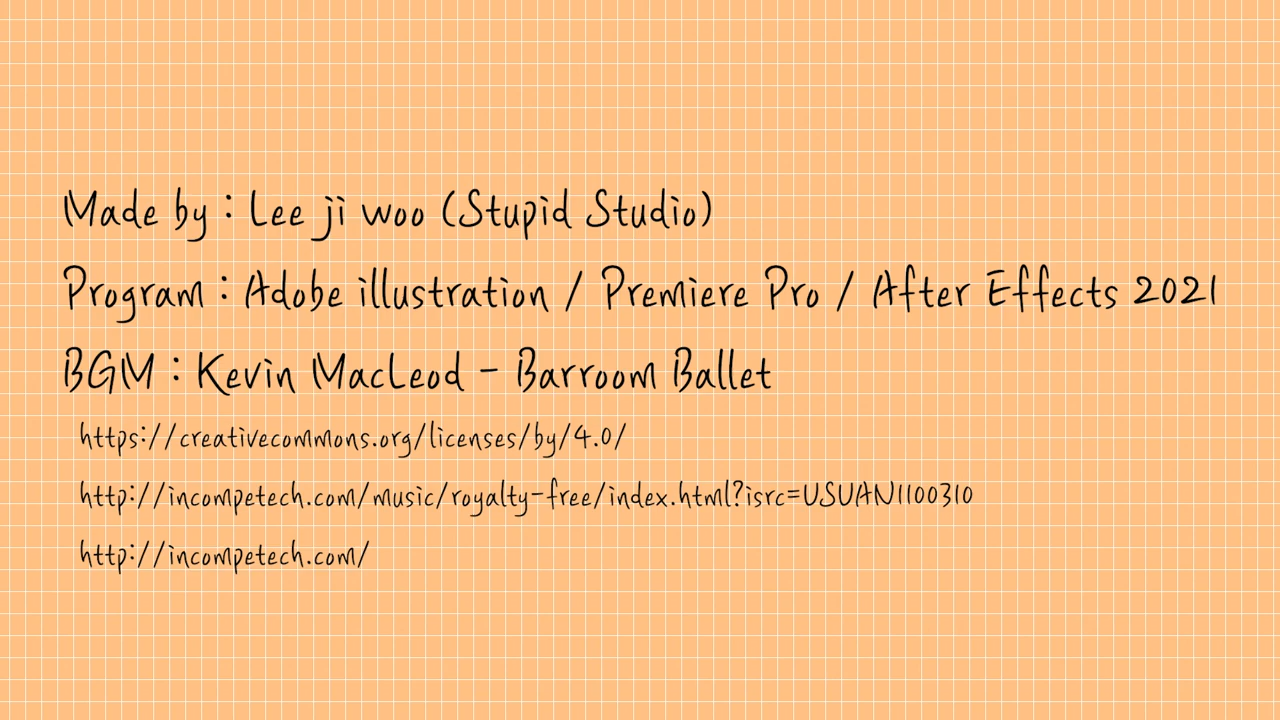 Made by : Lee ji woo (Stupid Studio)
Program : Adobe illustration / Premiere Pro / After Effects 2021
BGM : Kevin MacLeod - Barroom Ballet
https://creativecommons.org/licenses/by/4.0/
http://incompetech.com/music/royalty-free/index.html?isrc=USUAN1100310
http://incompetech.com/